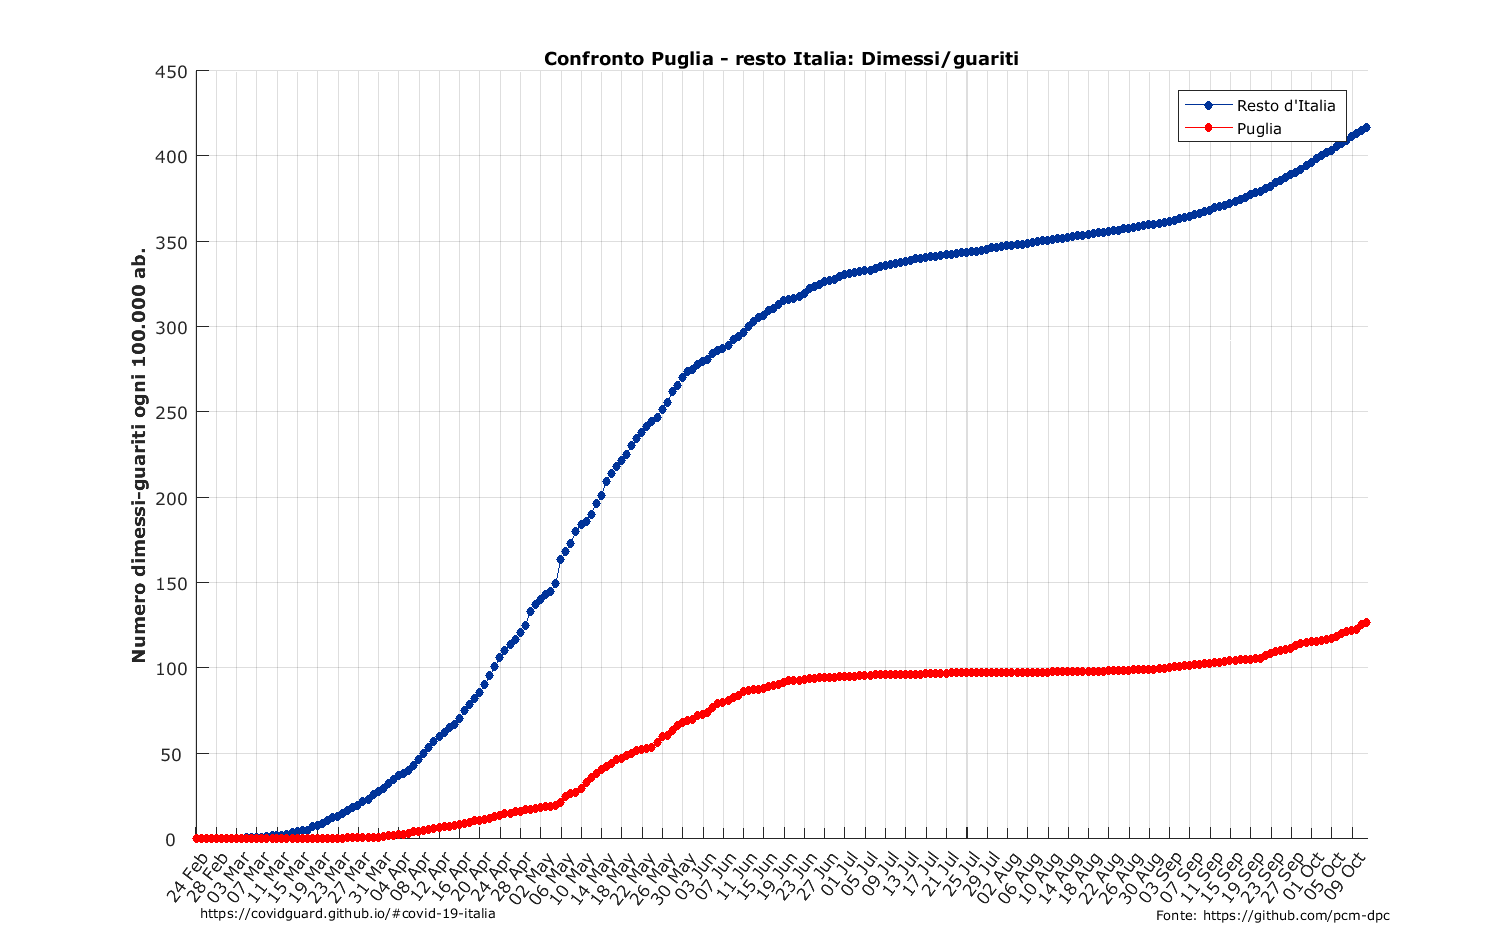 Confronto Puglia - resto Italia: Dimessi/guariti
Numero dimessi-guariti ogni 100.000 ab.
450
400
350
300
250
200
150
100
50
0
Resto d'Italia
Puglia
24 Feb
28 Feb
03 Mar
07 Mar
11 Mar
15 Mar
19 Mar
23 Mar
27 Mar
31 Mar
04 Apr
08 Apr
12 Apr
16 Apr
20 Apr
24 Apr
28 Apr
02 May
06 May
10 May
14 May
18 May
22 May
26 May
30 May
03 Jun
07 Jun
11 Jun
15 Jun
19 Jun
23 Jun
27 Jun
01 Jul
05 Jul
09 Jul
13 Jul
17 Jul
21 Jul
25 Jul
29 Jul
02 Aug
06 Aug
10 Aug
14 Aug
18 Aug
22 Aug
26 Aug
30 Aug
03 Sep
07 Sep
11 Sep
15 Sep
19 Sep
23 Sep
27 Sep
01 Oct
05 Oct
09 Oct
https://covidguard.github.io/#covid-19-italia
Fonte: https://github.com/pcm-dpc